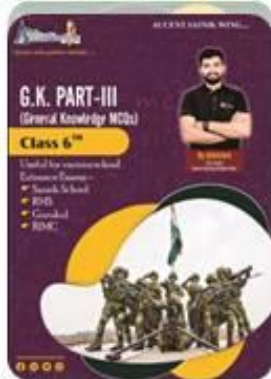 ACCENT SAINIK WING...
G.K. PART-III
(General Knowledge MCQs)
Class 6TH
Useful for various school
Entrance Exams -
Sainik School
RMS
Gurukul
RIMC